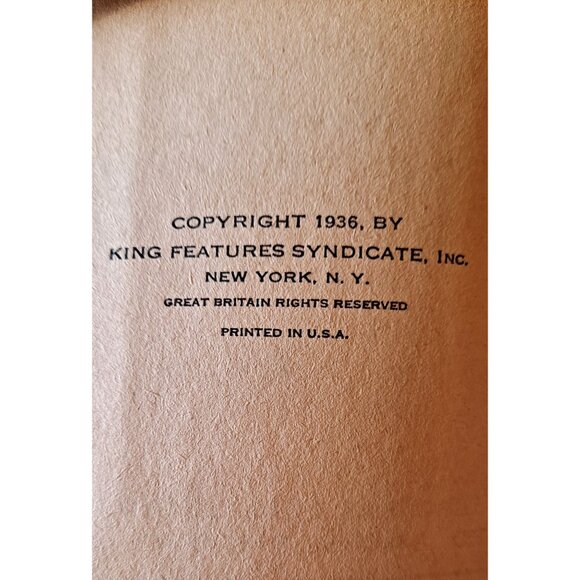 COPYRIGHT 1936, BY
KING FEATURES SYNDICATE, INC.
NEW YORK, N. Y.
GREAT BRITAIN RIGHTS RESERVED
PRINTED IN U.S.A.